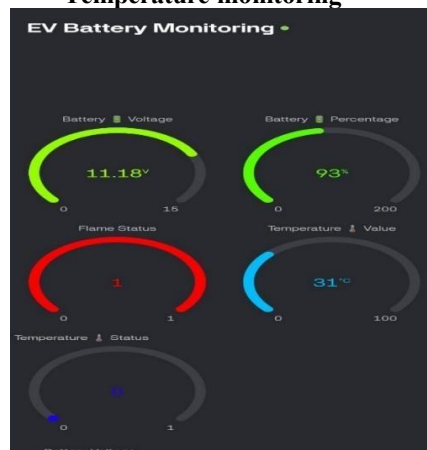 Temperature monitoring
EV Battery Monitoring
Battery Voltage
Battery Percentage
11.18V
93%
0
15
0
200
Flame Status
Temperature Value
1
31°C
0
1
0
100
Temperature Status
0
0
1